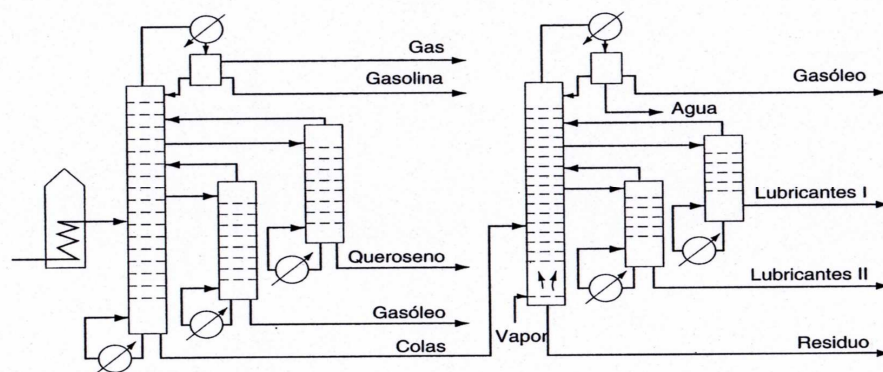 Gas
Gasolina
Queroseno
Gasóleo
Colas
Gasóleo
Agua
Lubricantes I
Lubricantes II
Vapor
Residuo